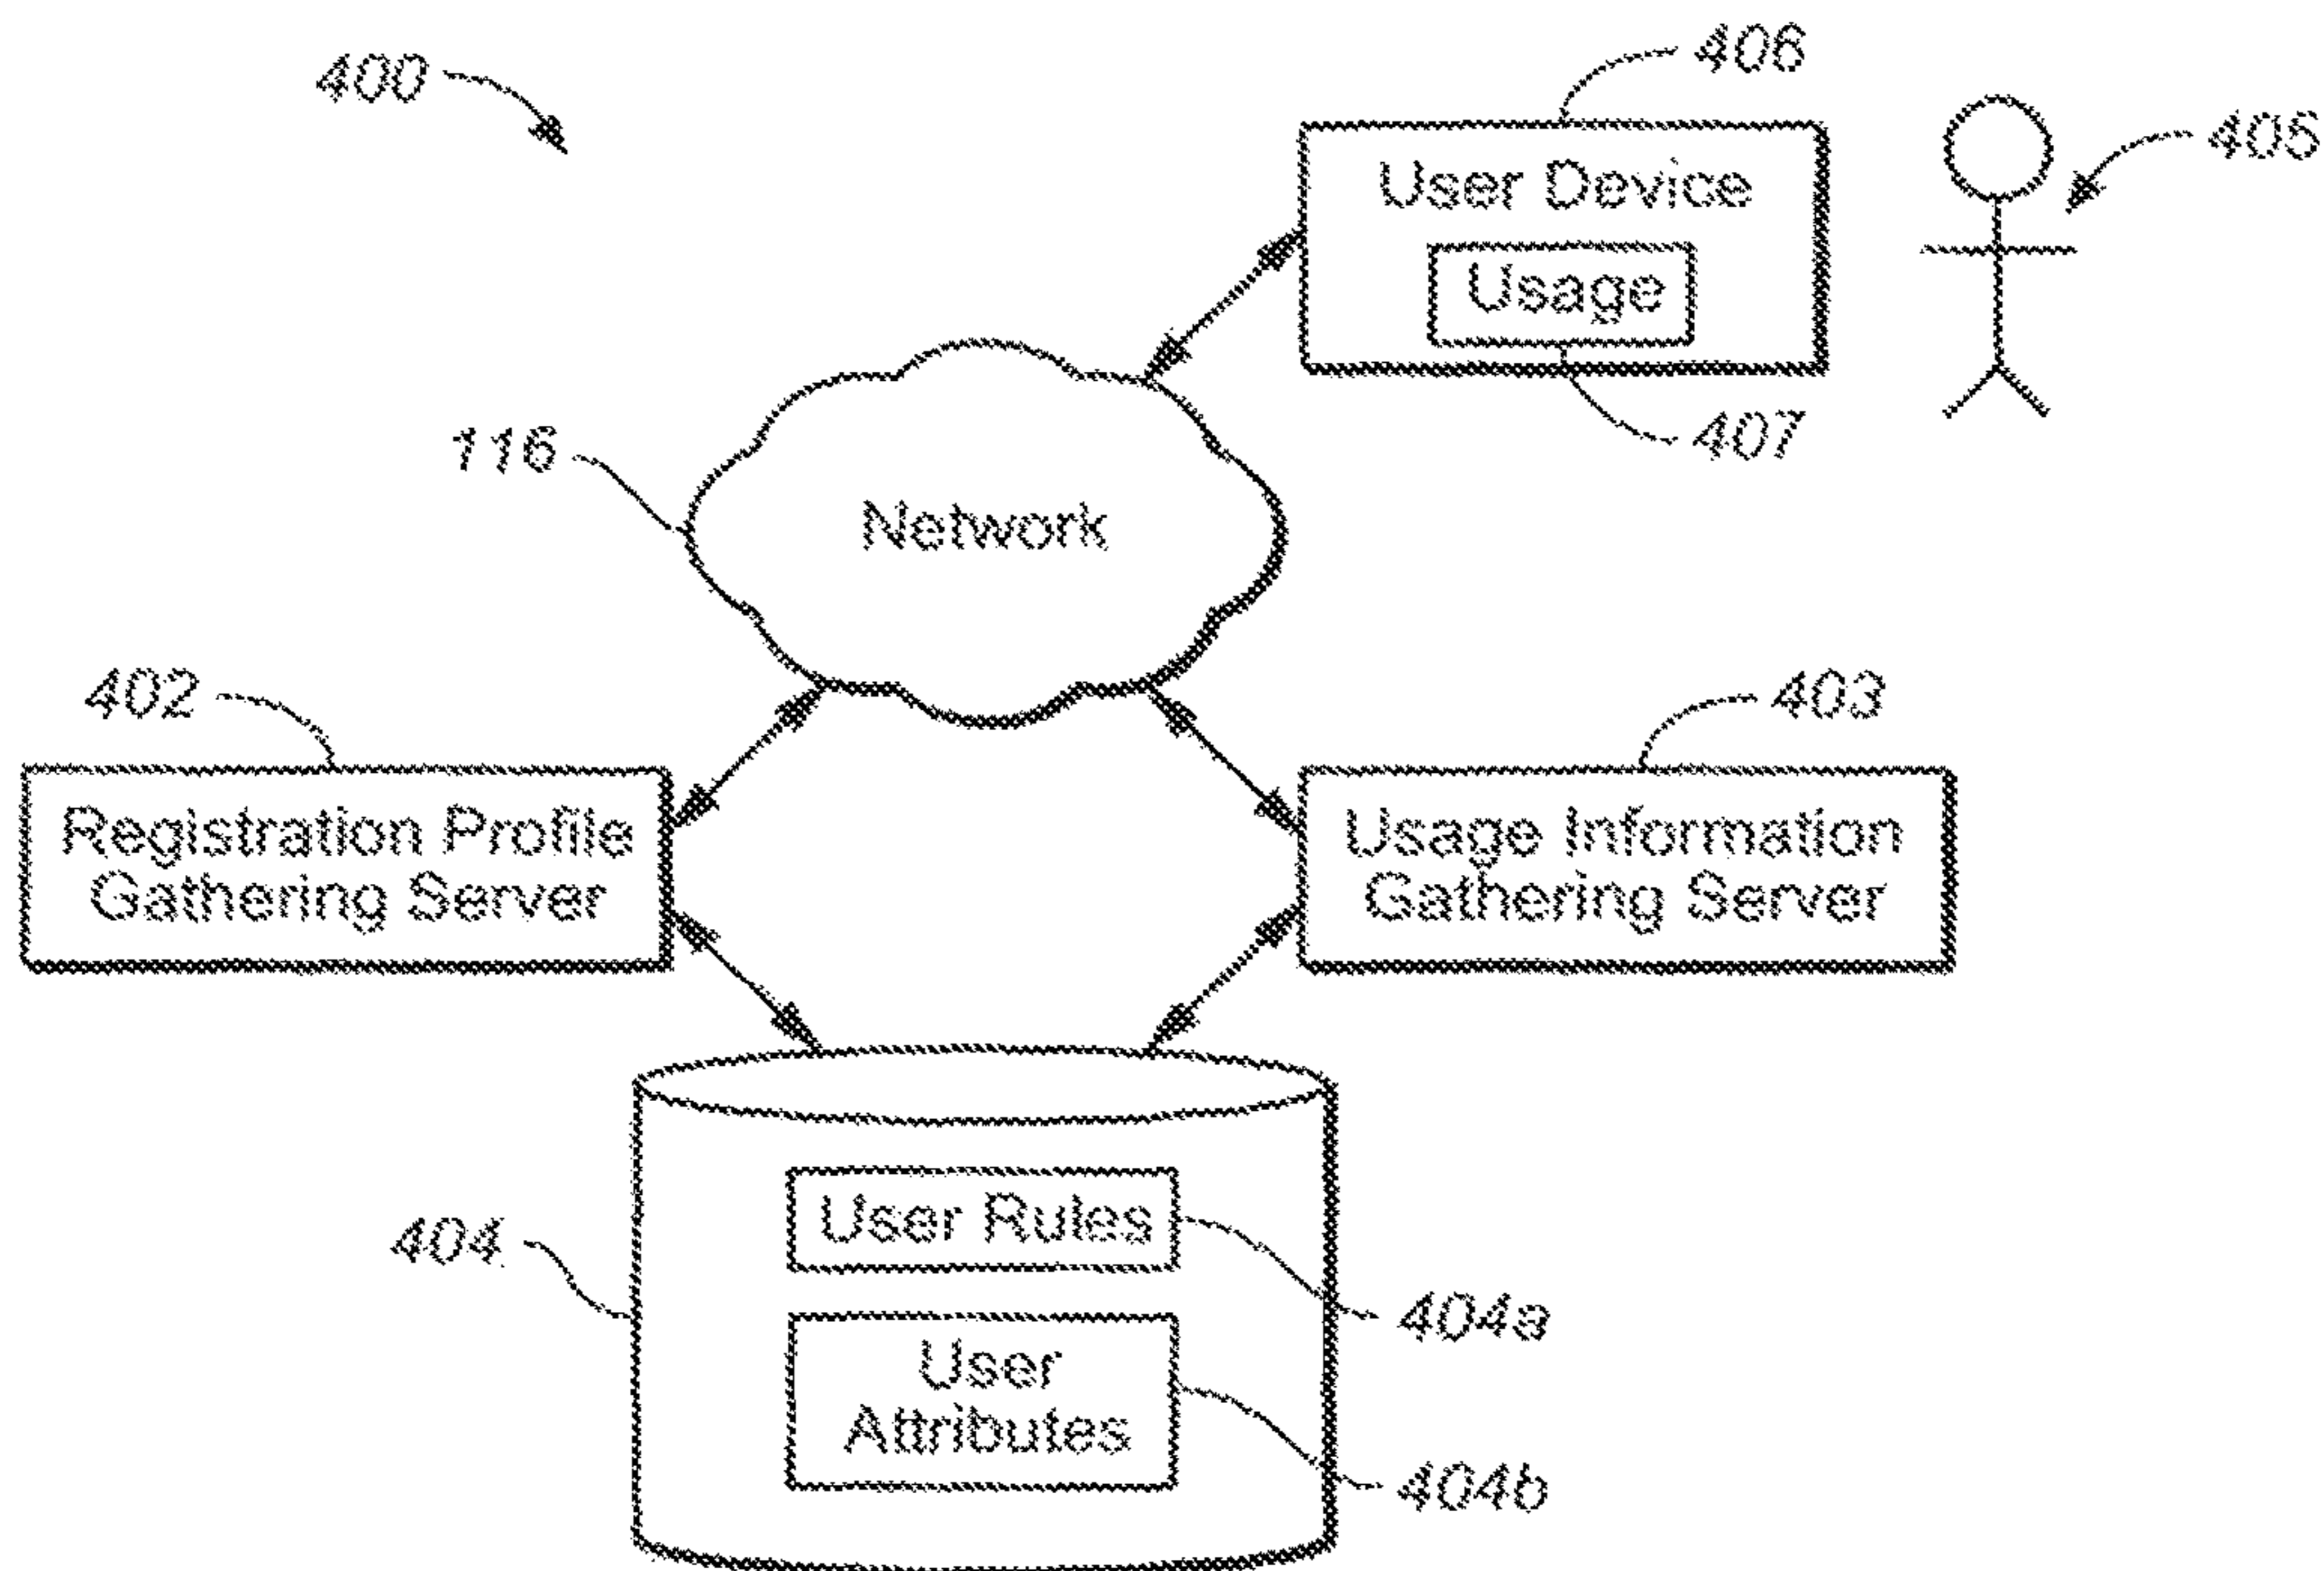 400
406
405
User Device
Usage
407
116
Network
402
403
Registration Profile
Gathering Server
Usage Information
Gathering Server
User Rules
404
404a
User
Attributes
404b